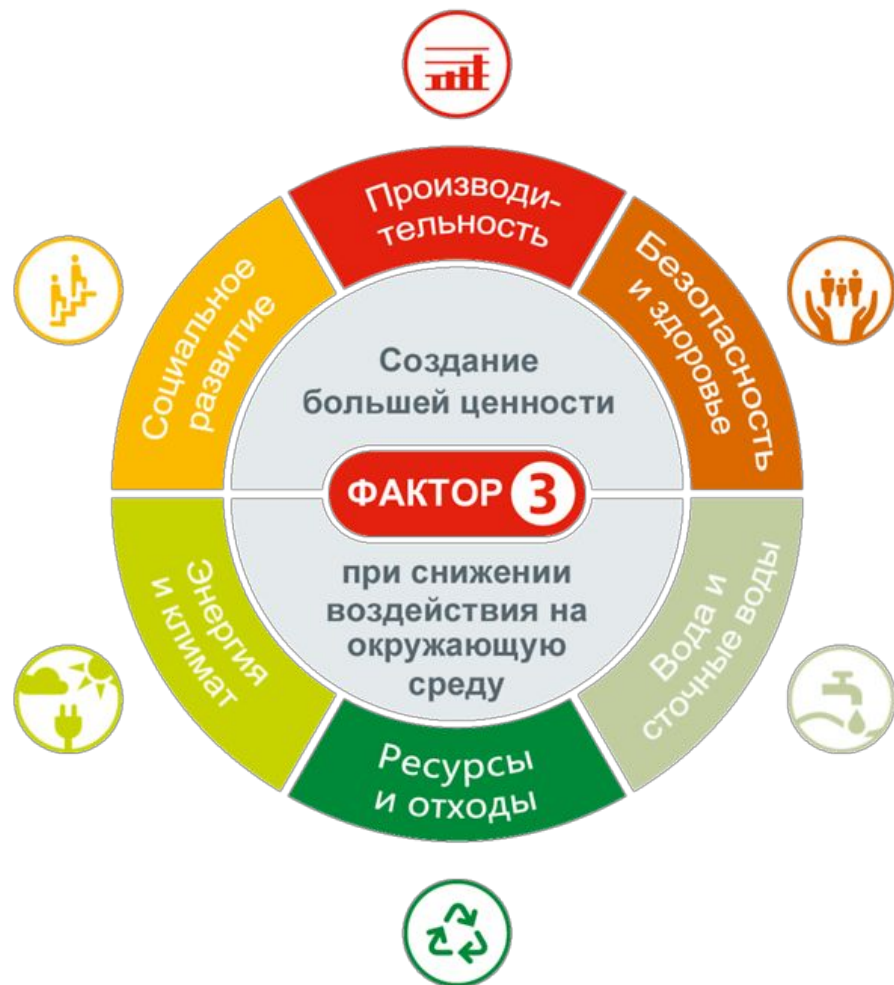 Производи-
тельность
Безопасность
и здоровье
Социальное
развитие
Создание
большей ценности
ФАКТОР 3
при снижении
воздействия на
окружающую
среду
Энергия
и климат
Вода и
сточные воды
Ресурсы
и отходы